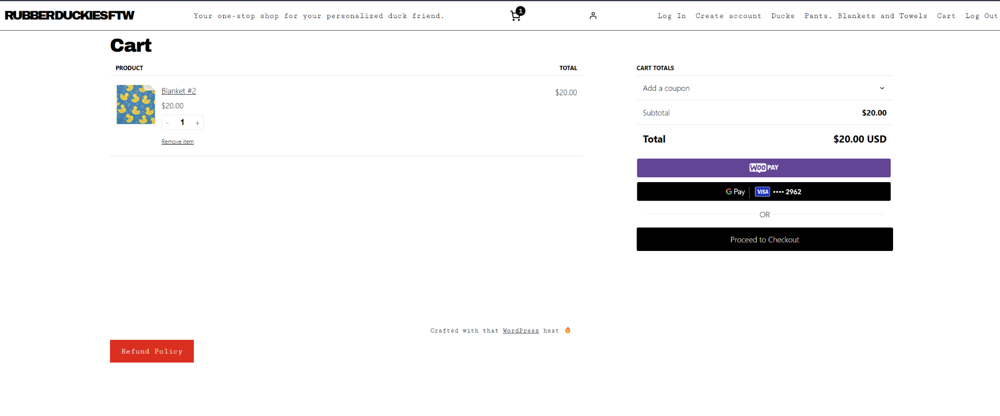 RUBBERDUCKIESFTW
Your one-stop shop for your personalized duck friend.
1
Log In Create account Ducks Pants, Blankets and Towels Cart Log Out
Cart
PRODUCT TOTAL
Blanket #2 $20.00
$20.00
- 1 +
Remove item
CART TOTALS
Add a coupon
Subtotal $20.00
Total $20.00 USD
WOO PAY
G Pay | VISA •••• 2962
OR
Proceed to Checkout
Crafted with that WordPress heat 🔥
Refund Policy